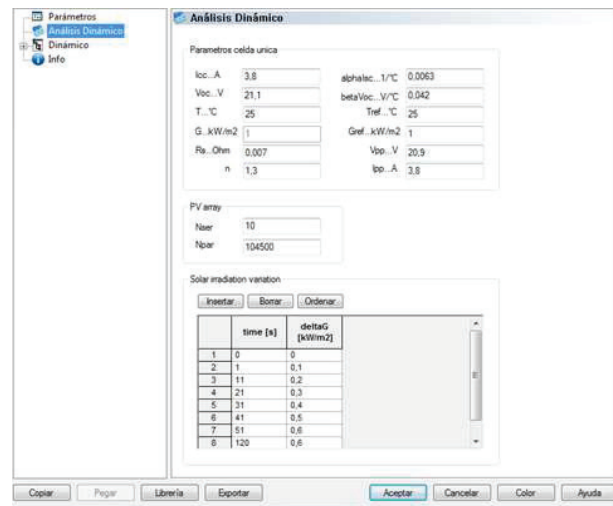 Parámetros
Análisis Dinámico
Dinámico
Info
Análisis Dinámico
Parametros celda unica
Icc...A 3,8 alphaIsc...1/°C 0,0063
Voc...V 21,1 betaVoc...V/°C 0,042
T...°C 25 Tref...°C 25
G...kW/m2 1 Gref...kW/m2 1
Rs...Ohm 0,007 Vpp...V 20,9
n 1,3 Ipp...A 3,8
PV array
Nser 10
Npar 104500
Solar irradiation variation
Insertar Borrar Ordenar
time [s] deltaG [kW/m2]
1 0 0
2 1 0,1
3 11 0,2
4 21 0,3
5 31 0,4
6 41 0,5
7 51 0,6
8 120 0,6
Copiar Pegar Librería Exportar Aceptar Cancelar Color Ayuda